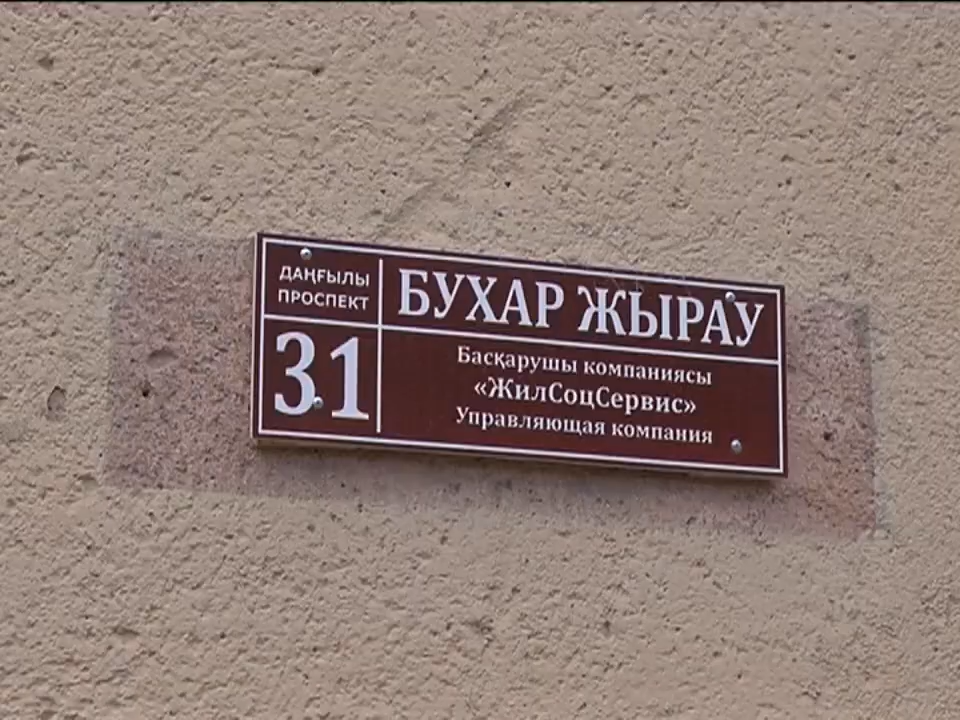 ДАҢҒЫЛЫ
ПРОСПЕКТ
БУХАР ЖЫРАУ
31
Басқарушы компаниясы
«ЖилСоцСервис»
Управляющая компания